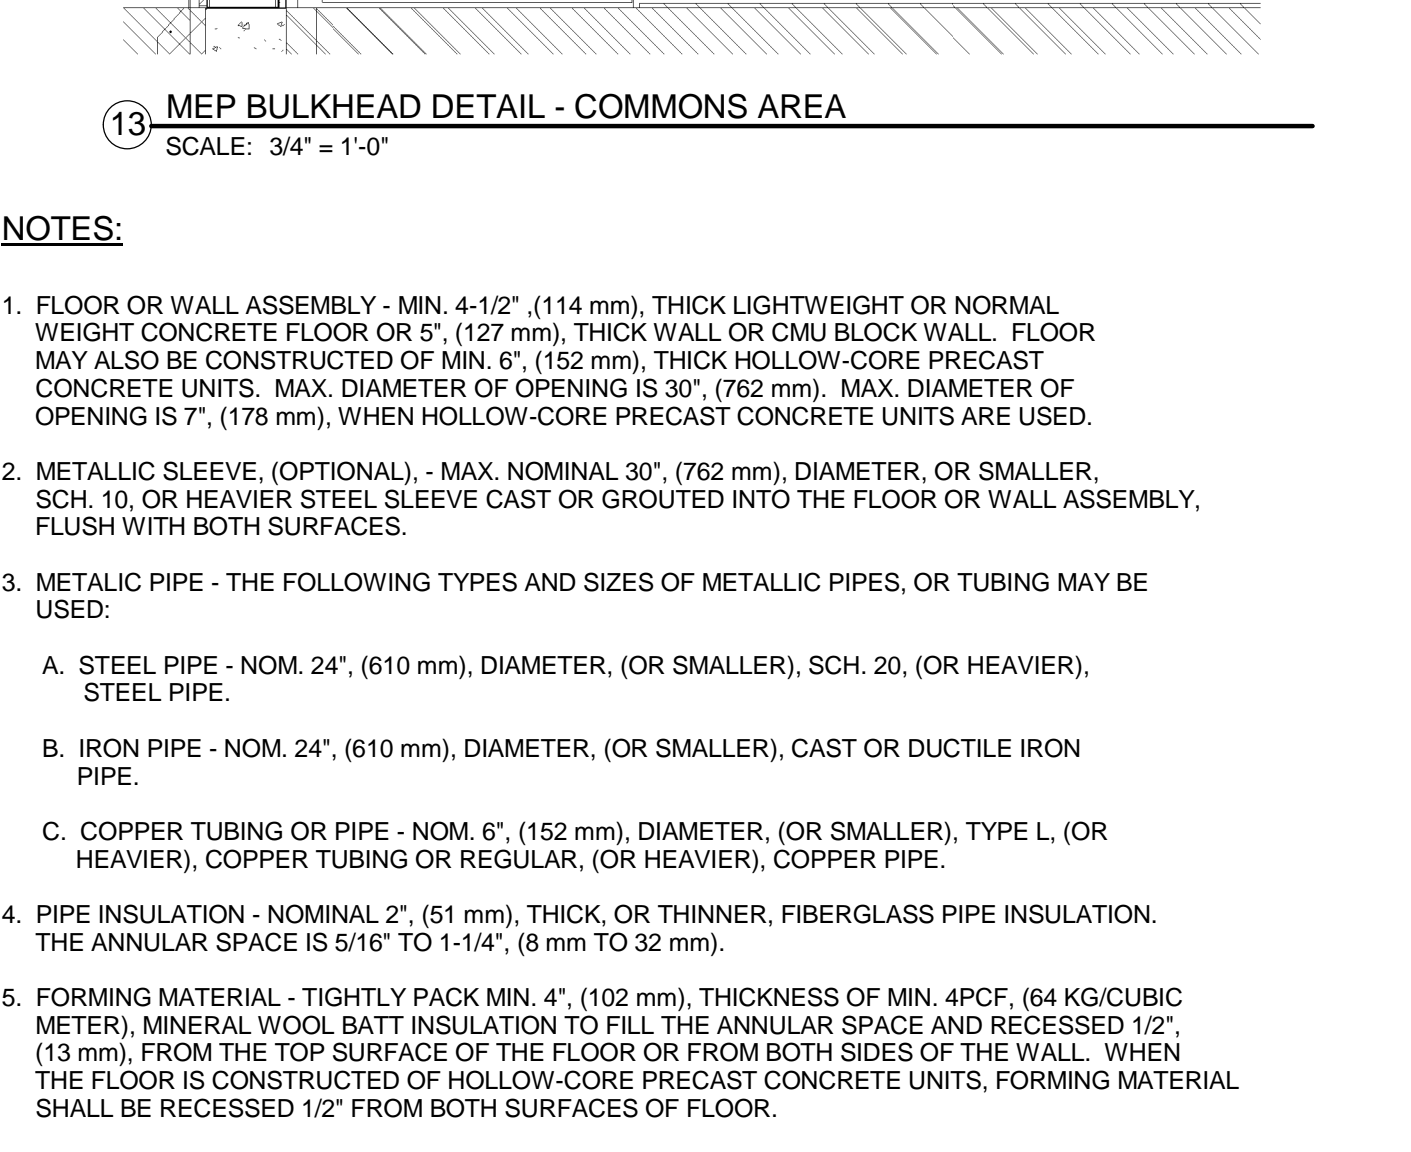 13
MEP BULKHEAD DETAIL - COMMONS AREA
SCALE: 3/4" = 1'-0"
NOTES:
1. FLOOR OR WALL ASSEMBLY - MIN. 4-1/2" ,(114 mm), THICK LIGHTWEIGHT OR NORMAL
WEIGHT CONCRETE FLOOR OR 5", (127 mm), THICK WALL OR CMU BLOCK WALL. FLOOR
MAY ALSO BE CONSTRUCTED OF MIN. 6", (152 mm), THICK HOLLOW-CORE PRECAST
CONCRETE UNITS. MAX. DIAMETER OF OPENING IS 30", (762 mm). MAX. DIAMETER OF
OPENING IS 7", (178 mm), WHEN HOLLOW-CORE PRECAST CONCRETE UNITS ARE USED.
2. METALLIC SLEEVE, (OPTIONAL), - MAX. NOMINAL 30", (762 mm), DIAMETER, OR SMALLER,
SCH. 10, OR HEAVIER STEEL SLEEVE CAST OR GROUTED INTO THE FLOOR OR WALL ASSEMBLY,
FLUSH WITH BOTH SURFACES.
3. METALIC PIPE - THE FOLLOWING TYPES AND SIZES OF METALLIC PIPES, OR TUBING MAY BE
USED:
A. STEEL PIPE - NOM. 24", (610 mm), DIAMETER, (OR SMALLER), SCH. 20, (OR HEAVIER),
STEEL PIPE.
B. IRON PIPE - NOM. 24", (610 mm), DIAMETER, (OR SMALLER), CAST OR DUCTILE IRON
PIPE.
C. COPPER TUBING OR PIPE - NOM. 6", (152 mm), DIAMETER, (OR SMALLER), TYPE L, (OR
HEAVIER), COPPER TUBING OR REGULAR, (OR HEAVIER), COPPER PIPE.
4. PIPE INSULATION - NOMINAL 2", (51 mm), THICK, OR THINNER, FIBERGLASS PIPE INSULATION.
THE ANNULAR SPACE IS 5/16" TO 1-1/4", (8 mm TO 32 mm).
5. FORMING MATERIAL - TIGHTLY PACK MIN. 4", (102 mm), THICKNESS OF MIN. 4PCF, (64 KG/CUBIC
METER), MINERAL WOOL BATT INSULATION TO FILL THE ANNULAR SPACE AND RECESSED 1/2",
(13 mm), FROM THE TOP SURFACE OF THE FLOOR OR FROM BOTH SIDES OF THE WALL. WHEN
THE FLOOR IS CONSTRUCTED OF HOLLOW-CORE PRECAST CONCRETE UNITS, FORMING MATERIAL
SHALL BE RECESSED 1/2" FROM BOTH SURFACES OF FLOOR.